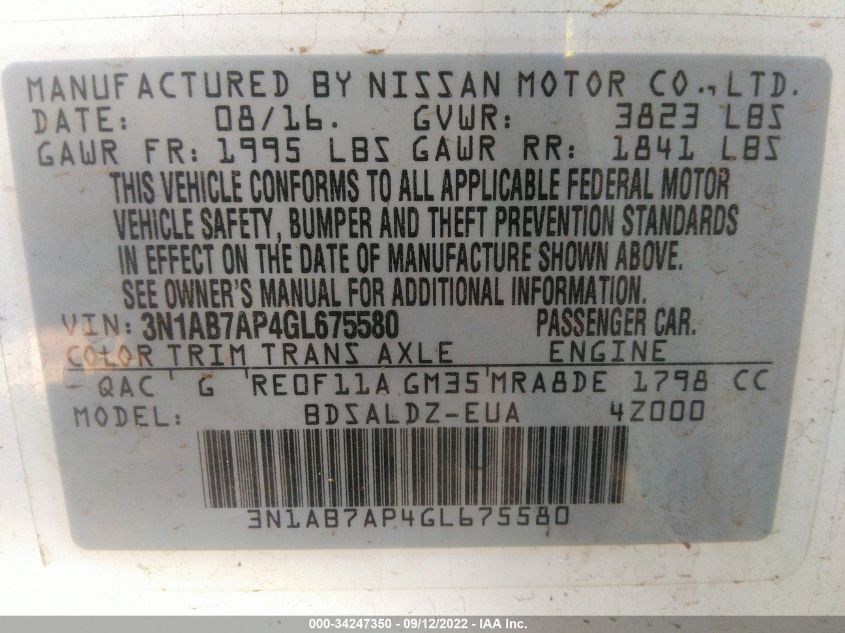 MANUFACTURED BY NISSAN MOTOR CO., LTD.
DATE: 08/16. GVWR: 3823 LBS
GAWR FR: 1995 LBS GAWR RR: 1841 LBS
THIS VEHICLE CONFORMS TO ALL APPLICABLE FEDERAL MOTOR
VEHICLE SAFETY, BUMPER AND THEFT PREVENTION STANDARDS
IN EFFECT ON THE DATE OF MANUFACTURE SHOWN ABOVE.
SEE OWNER'S MANUAL FOR ADDITIONAL INFORMATION.
VIN: 3N1AB7AP4GL675580 PASSENGER CAR.
COLOR TRIM TRANS AXLE ENGINE
QAC G RE0F11A GM35 MRA8DE 1798 CC
MODEL: BDSALDZ-EUA 4Z000
3N1AB7AP4GL675580
000-34247350 - 09/12/2022 - IAA Inc.